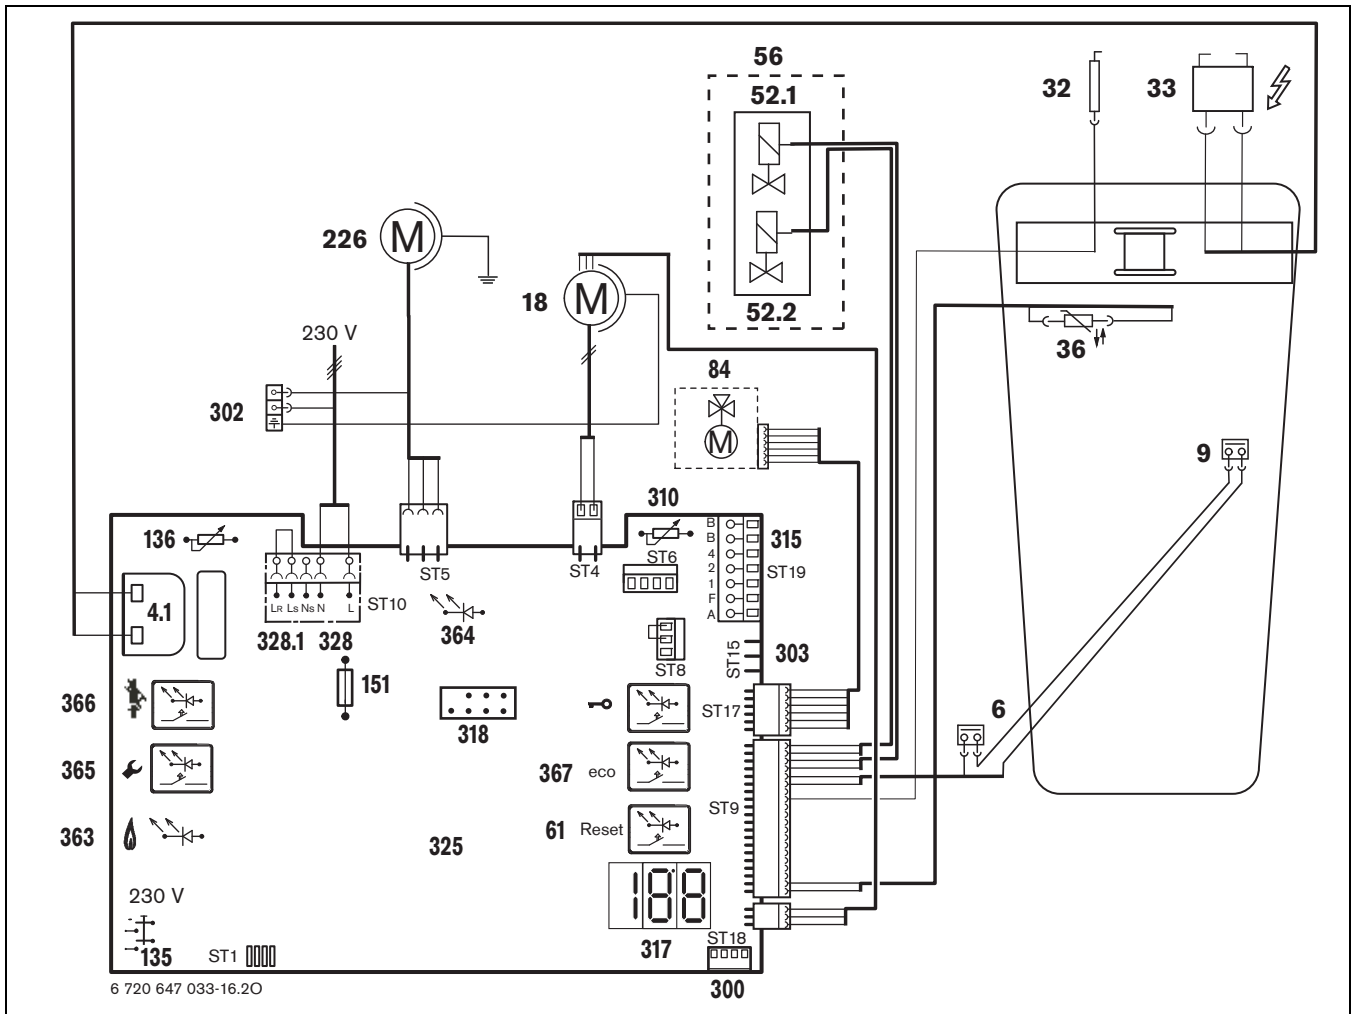 56
52.1
32
33
226
M
18
M
52.2
230 V
36
84
302
M
9
310
136
B
B
4
2
1
F
A
315
ST6
ST5
ST4
ST19
4.1
LR LS NS N L
ST10
364
328.1 328
ST15
303
ST8
151
366
ST17
318
6
365
367 eco
ST9
363
61 Reset
325
188
230 V
ST18
135
ST1
317
6 720 647 033-16.2O
300